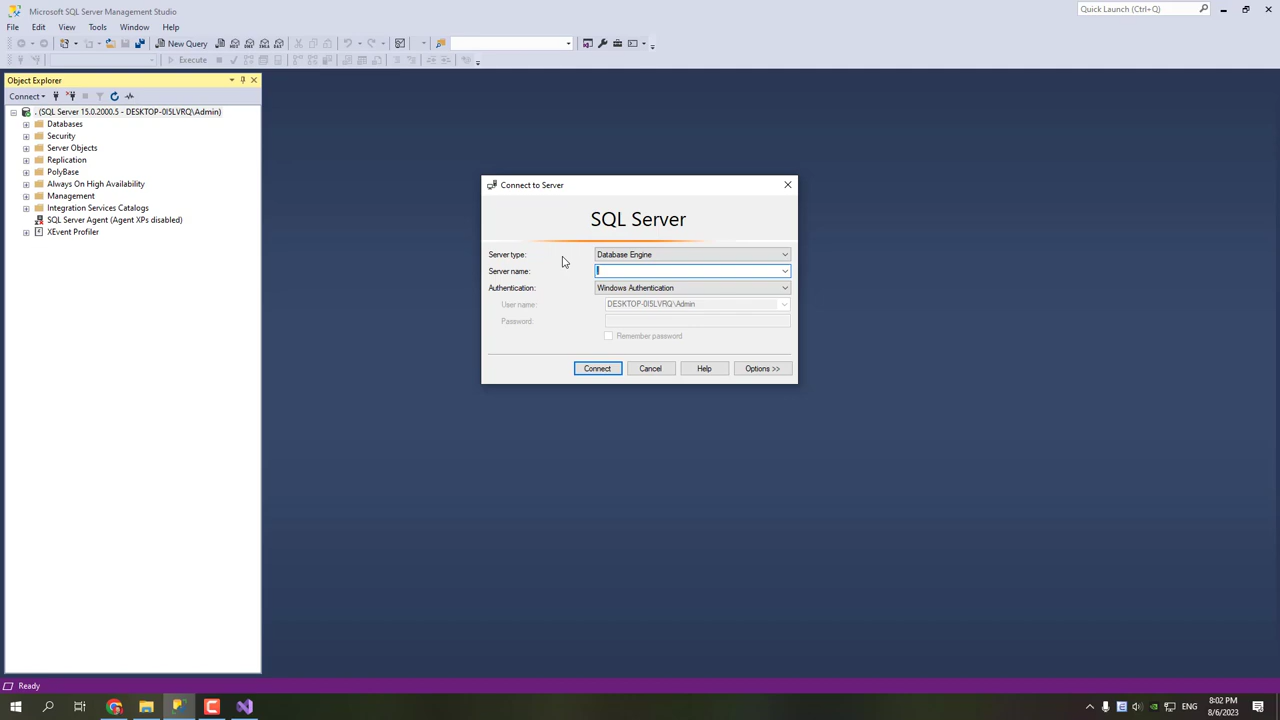 Microsoft SQL Server Management Studio
Quick Launch (Ctrl+Q)
File Edit View Tools Window Help
New Query
Execute
Object Explorer
Connect
. (SQL Server 15.0.2000.5 - DESKTOP-0I5LVRQ\Admin)
Databases
Security
Server Objects
Replication
PolyBase
Always On High Availability
Management
Integration Services Catalogs
SQL Server Agent (Agent XPs disabled)
XEvent Profiler
Connect to Server
SQL Server
Server type: Database Engine
Server name:
Authentication: Windows Authentication
User name: DESKTOP-0I5LVRQ\Admin
Password:
Remember password
Connect Cancel Help Options >>
Ready
ENG
8:02 PM
8/6/2023